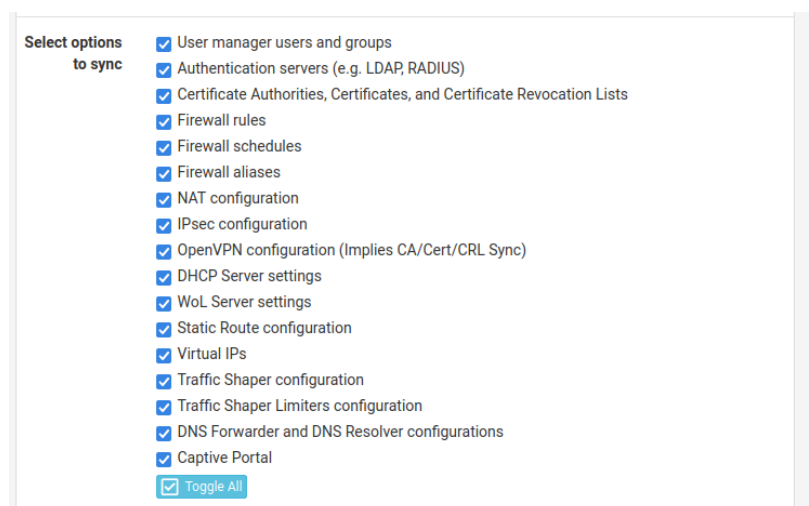 Select options
to sync
User manager users and groups
Authentication servers (e.g. LDAP, RADIUS)
Certificate Authorities, Certificates, and Certificate Revocation Lists
Firewall rules
Firewall schedules
Firewall aliases
NAT configuration
IPsec configuration
OpenVPN configuration (Implies CA/Cert/CRL Sync)
DHCP Server settings
WoL Server settings
Static Route configuration
Virtual IPs
Traffic Shaper configuration
Traffic Shaper Limiters configuration
DNS Forwarder and DNS Resolver configurations
Captive Portal
Toggle All